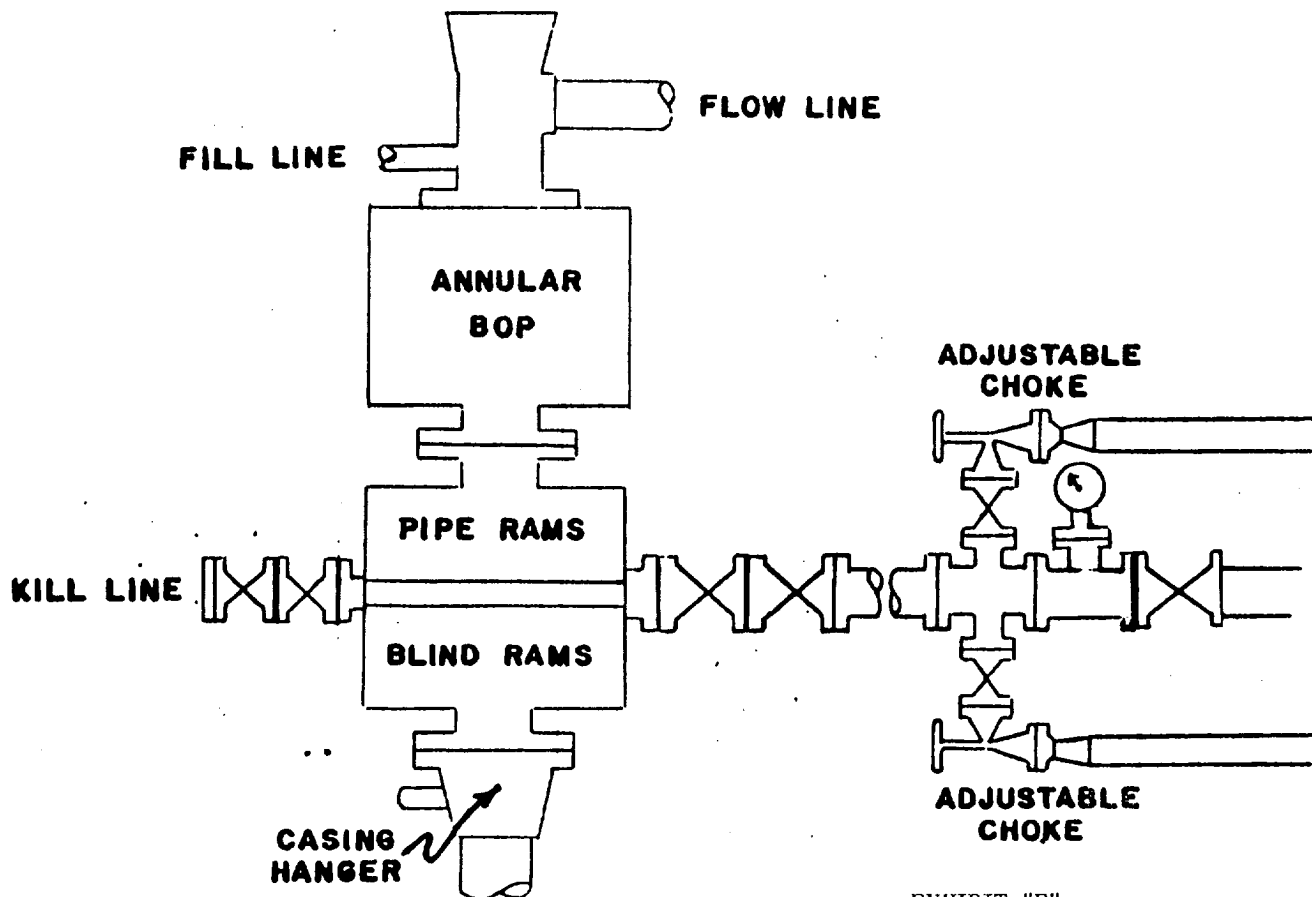 FLOW LINE
FILL LINE
ANNULAR
BOP
ADJUSTABLE
CHOKE
PIPE RAMS
KILL LINE
BLIND RAMS
ADJUSTABLE
CHOKE
CASING
HANGER